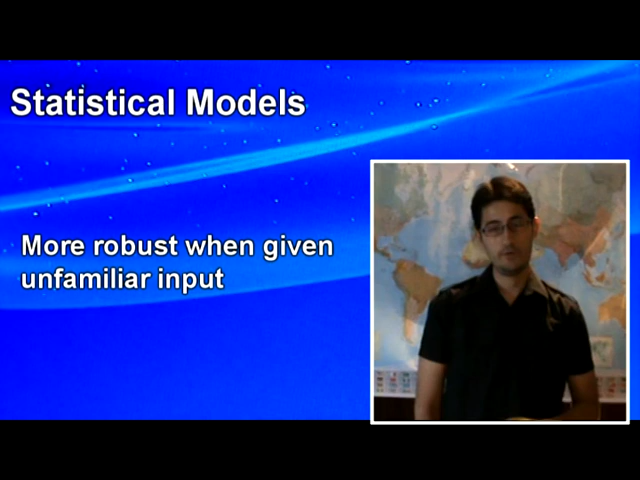 Statistical Models
More robust when given
unfamiliar input